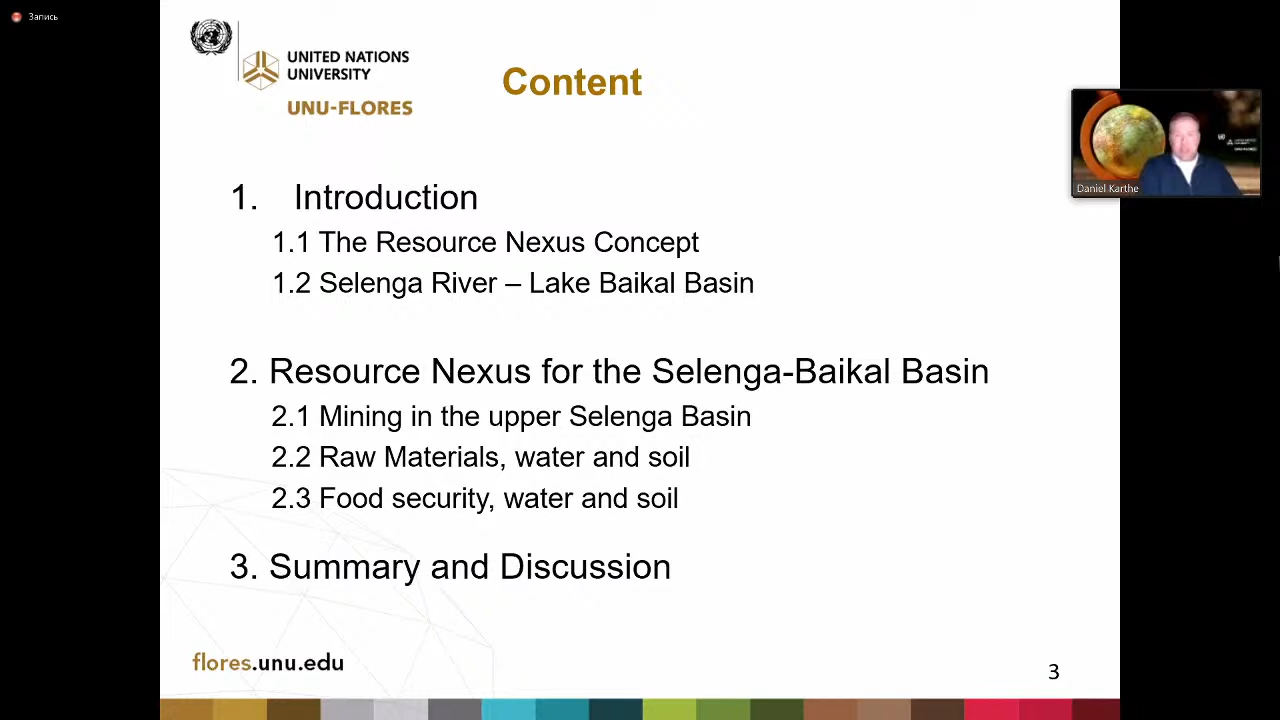 Запись
UNITED NATIONS
UNIVERSITY
UNU-FLORES
Content
Daniel Karthe
1. Introduction
1.1 The Resource Nexus Concept
1.2 Selenga River – Lake Baikal Basin
2. Resource Nexus for the Selenga-Baikal Basin
2.1 Mining in the upper Selenga Basin
2.2 Raw Materials, water and soil
2.3 Food security, water and soil
3. Summary and Discussion
flores.unu.edu
3